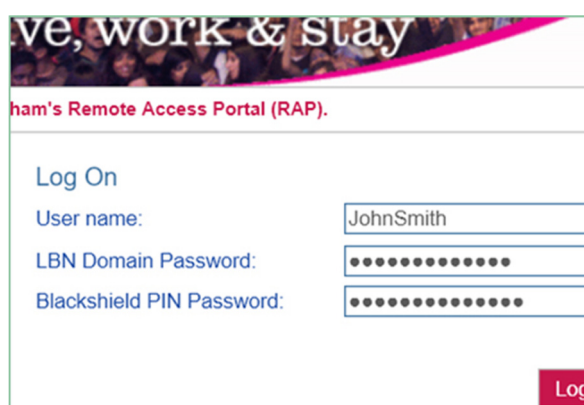 ve, work & stay
ham's Remote Access Portal (RAP).
Log On
User name: JohnSmith
LBN Domain Password: •••••••••••••
Blackshield PIN Password: ••••••••••••••
Log